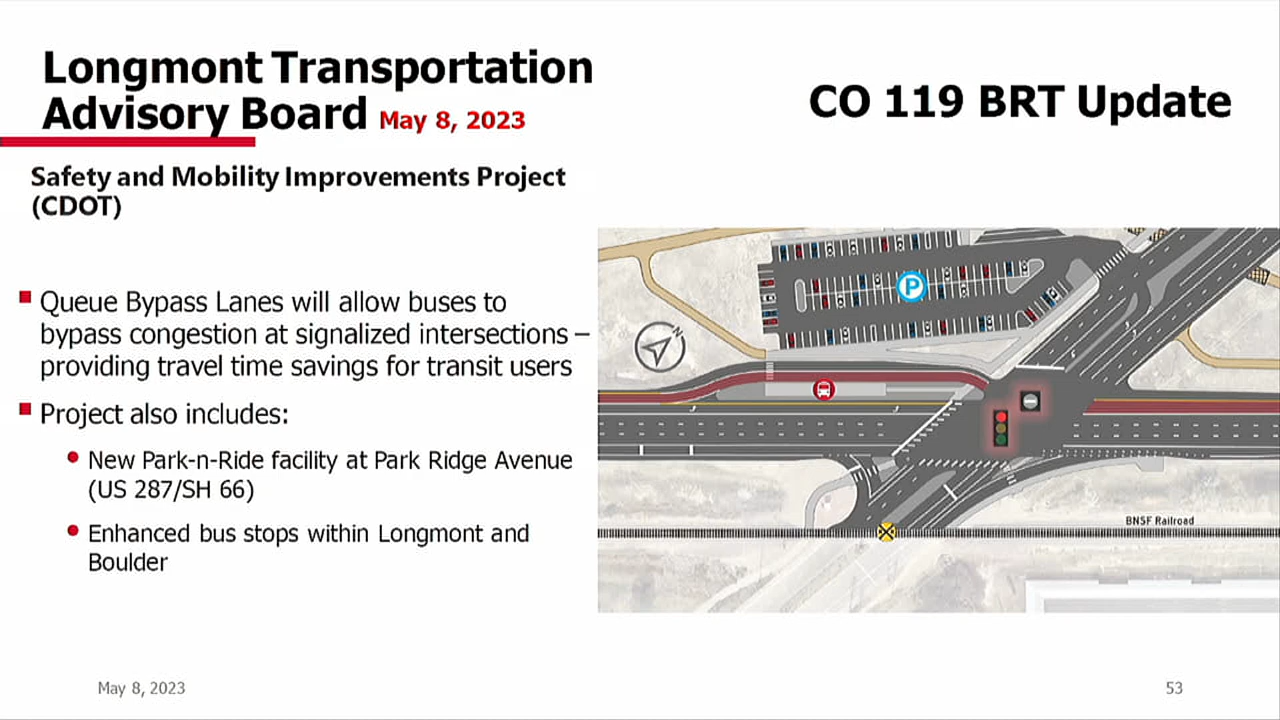 Longmont Transportation
Advisory Board May 8, 2023
CO 119 BRT Update
Safety and Mobility Improvements Project
(CDOT)
Queue Bypass Lanes will allow buses to
bypass congestion at signalized intersections –
providing travel time savings for transit users
Project also includes:
New Park-n-Ride facility at Park Ridge Avenue
(US 287/SH 66)
Enhanced bus stops within Longmont and
Boulder
P
N
BNSF Railroad
May 8, 2023
53